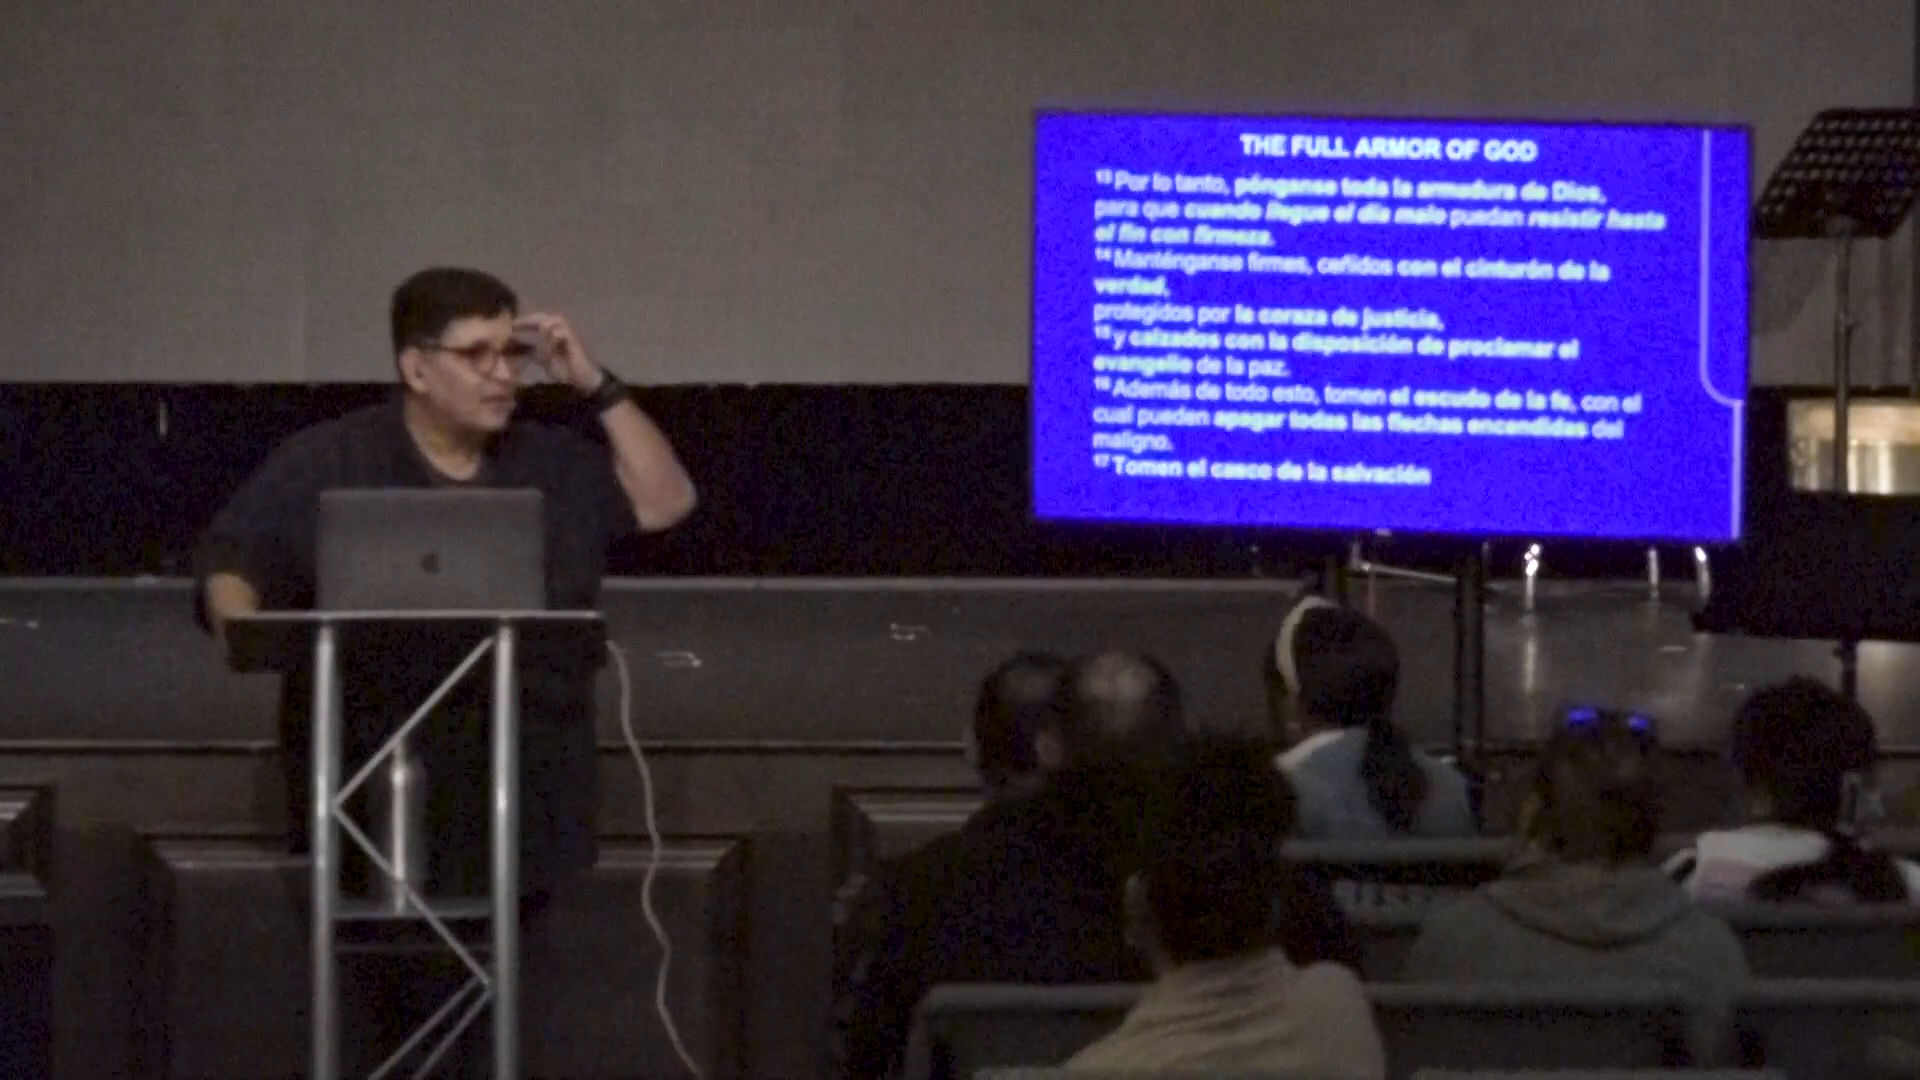 THE FULL ARMOR OF GOD
¹³ Por lo tanto, pónganse toda la armadura de Dios,
para que cuando llegue el día malo puedan resistir hasta
el fin con firmeza.
¹⁴ Manténganse firmes, ceñidos con el cinturón de la
verdad,
protegidos por la coraza de justicia,
¹⁵ y calzados con la disposición de proclamar el
evangelio de la paz.
¹⁶ Además de todo esto, tomen el escudo de la fe, con el
cual pueden apagar todas las flechas encendidas del
maligno.
¹⁷ Tomen el casco de la salvación